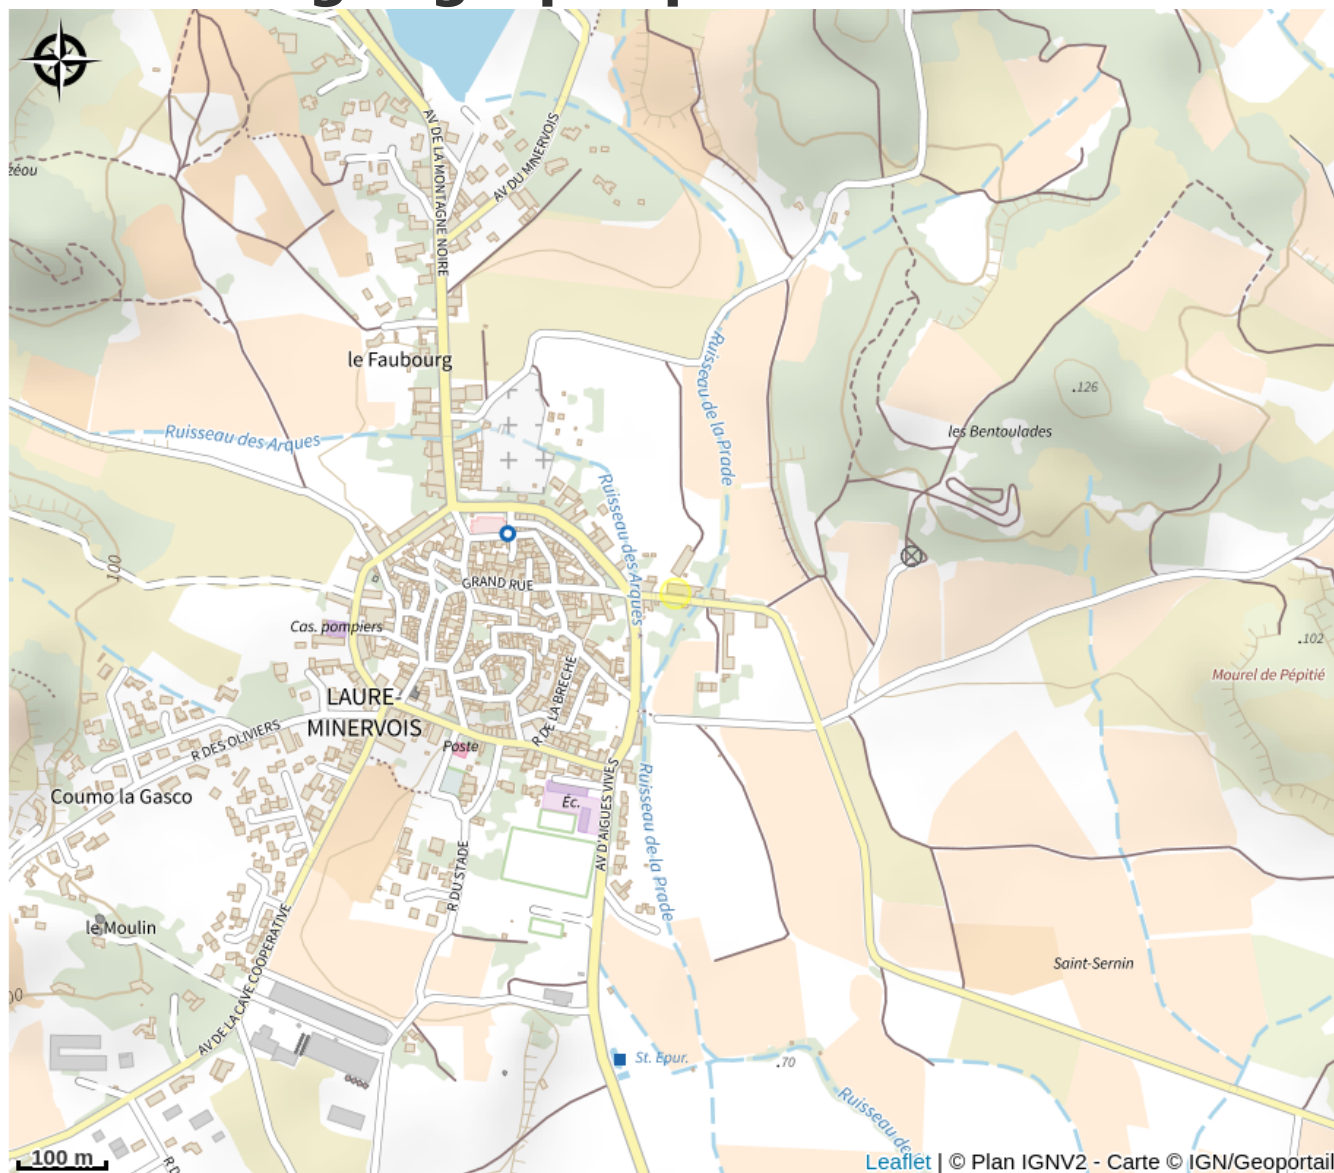 AV DE LA MONTAGNE NOIRE
AV DU MINERVOIS
zéou
le Faubourg
Ruisseau de la Prade
.126
les Bentoulades
Ruisseau des Arques
Ruisseau des Arques
100
GRAND RUE
Cas. pompiers
.102
Mourel de Pépitié
LAURE-
MINERVOIS
R DE LA BRECHE
R DES OLIVIERS
Poste
Coumo la Gasco
Éc.
AV D'AIGUES VIVES
Ruisseau de la Prade
R DU STADE
le Moulin
AV DE LA CAVE COOPERATIVE
Saint-Sernin
00
St. Epur.
.70
Ruisseau de
R D
100 m
Leaflet | © Plan IGNV2 - Carte © IGN/Geoportail